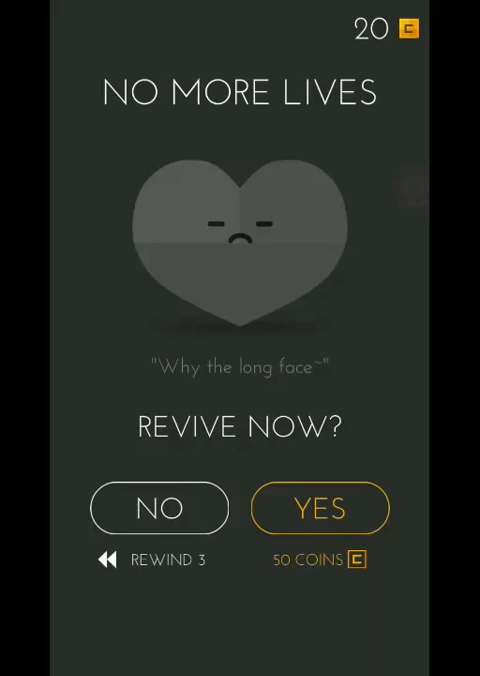 20
NO MORE LIVES
"Why the long face~"
REVIVE NOW?
NO YES
REWIND 3 50 COINS